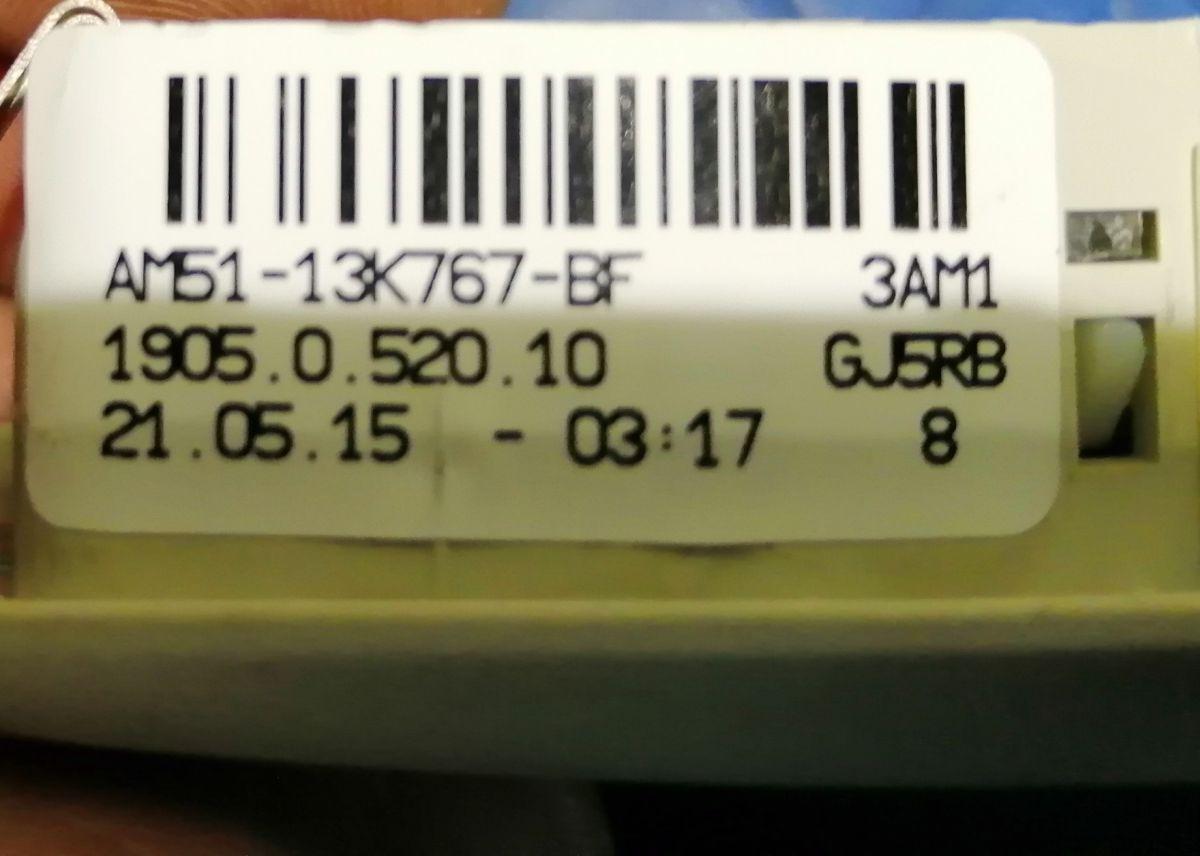 AM51-13K767-BF 3AM1
1905.0.520.10 GJ5RB
21.05.15 - 03:17 8